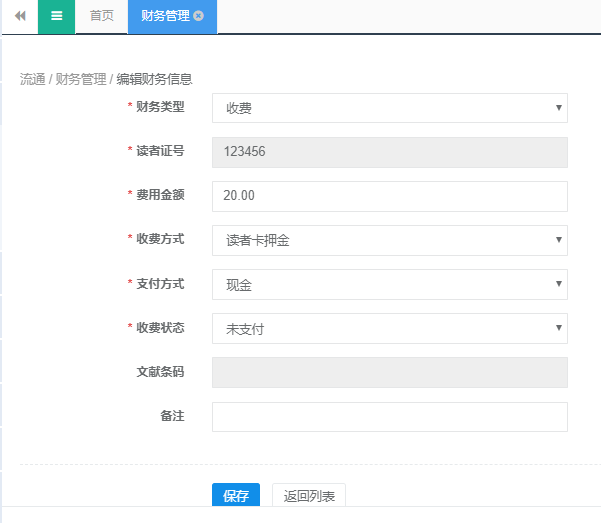 首页 财务管理
流通 / 财务管理 / 编辑财务信息
* 财务类型 收费
* 读者证号 123456
* 费用金额 20.00
* 收费方式 读者卡押金
* 支付方式 现金
* 收费状态 未支付
文献条码
备注
保存 返回列表